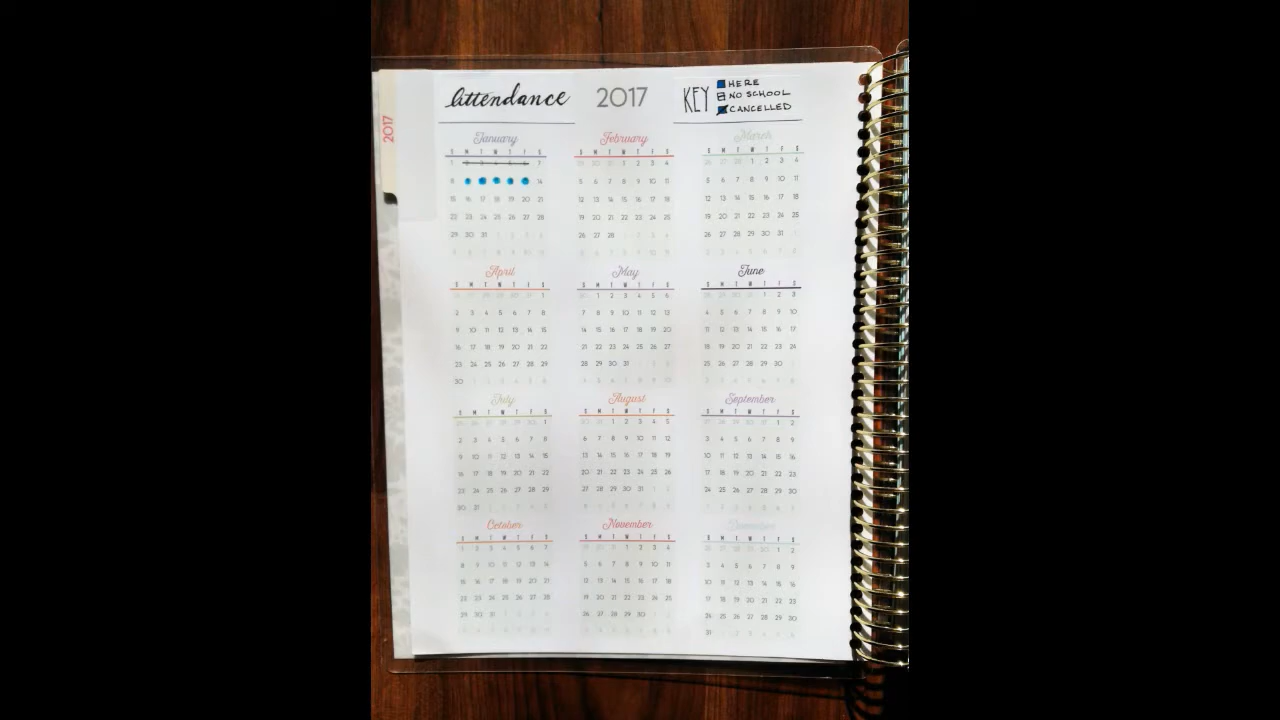 2017
Attendance
2017
KEY
HERE
NO SCHOOL
CANCELLED
January
S M T W T F S
1 2 3 4 5 6 7
8 14
15 16 17 18 19 20 21
22 23 24 25 26 27 28
29 30 31
February
S M T W T F S
1 2 3 4
5 6 7 8 9 10 11
12 13 14 15 16 17 18
19 20 21 22 23 24 25
26 27 28
March
S M T W T F S
26 27 28 1 2 3 4
5 6 7 8 9 10 11
12 13 14 15 16 17 18
19 20 21 22 23 24 25
26 27 28 29 30 31
April
S M T W T F S
1
2 3 4 5 6 7 8
9 10 11 12 13 14 15
16 17 18 19 20 21 22
23 24 25 26 27 28 29
30
May
S M T W T F S
1 2 3 4 5 6
7 8 9 10 11 12 13
14 15 16 17 18 19 20
21 22 23 24 25 26 27
28 29 30 31
June
S M T W T F S
1 2 3
4 5 6 7 8 9 10
11 12 13 14 15 16 17
18 19 20 21 22 23 24
25 26 27 28 29 30
July
S M T W T F S
1
2 3 4 5 6 7 8
9 10 11 12 13 14 15
16 17 18 19 20 21 22
23 24 25 26 27 28 29
30 31
August
S M T W T F S
1 2 3 4 5
6 7 8 9 10 11 12
13 14 15 16 17 18 19
20 21 22 23 24 25 26
27 28 29 30 31
September
S M T W T F S
1 2
3 4 5 6 7 8 9
10 11 12 13 14 15 16
17 18 19 20 21 22 23
24 25 26 27 28 29 30
October
S M T W T F S
1 2 3 4 5 6 7
8 9 10 11 12 13 14
15 16 17 18 19 20 21
22 23 24 25 26 27 28
29 30 31
November
S M T W T F S
1 2 3 4
5 6 7 8 9 10 11
12 13 14 15 16 17 18
19 20 21 22 23 24 25
26 27 28 29 30
December
S M T W T F S
1 2
3 4 5 6 7 8 9
10 11 12 13 14 15 16
17 18 19 20 21 22 23
24 25 26 27 28 29 30
31